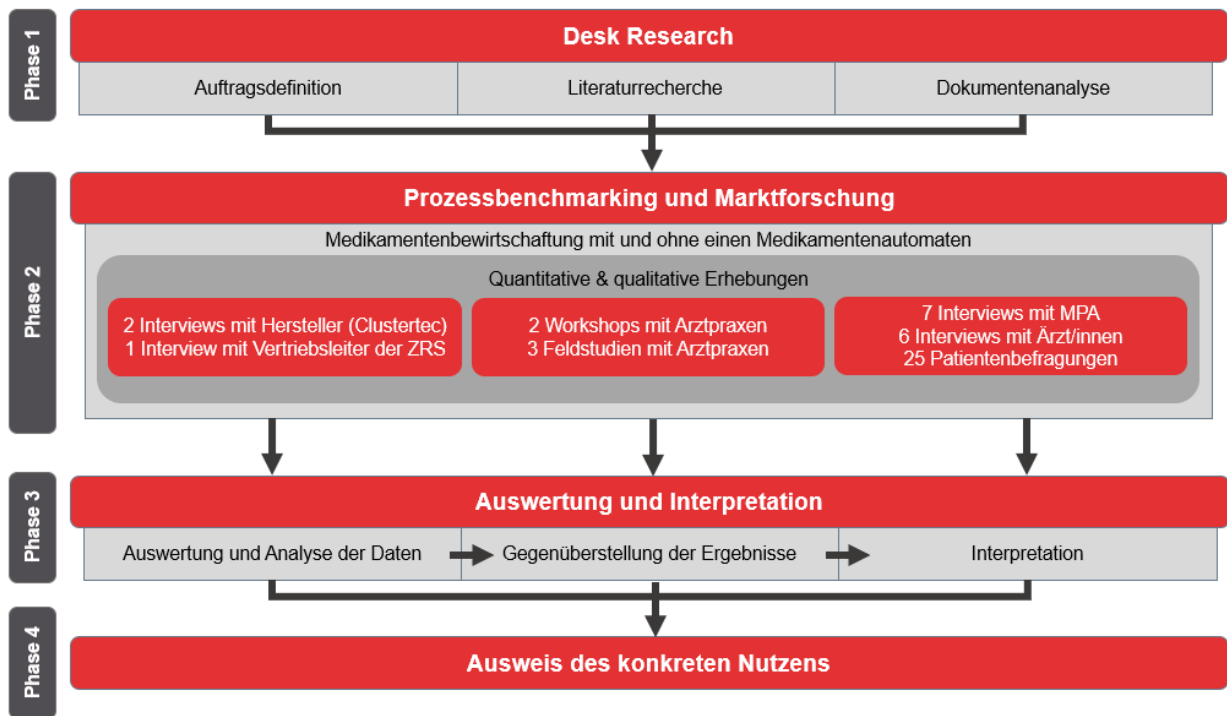 Phase 1
Desk Research
Auftragsdefinition
Literaturrecherche
Dokumentenanalyse
Phase 2
Prozessbenchmarking und Marktforschung
Medikamentenbewirtschaftung mit und ohne einen Medikamentenautomaten
Quantitative & qualitative Erhebungen
2 Interviews mit Hersteller (Clustertec)
1 Interview mit Vertriebsleiter der ZRS
2 Workshops mit Arztpraxen
3 Feldstudien mit Arztpraxen
7 Interviews mit MPA
6 Interviews mit Ärzt/innen
25 Patientenbefragungen
Phase 3
Auswertung und Interpretation
Auswertung und Analyse der Daten
Gegenüberstellung der Ergebnisse
Interpretation
Phase 4
Ausweis des konkreten Nutzens